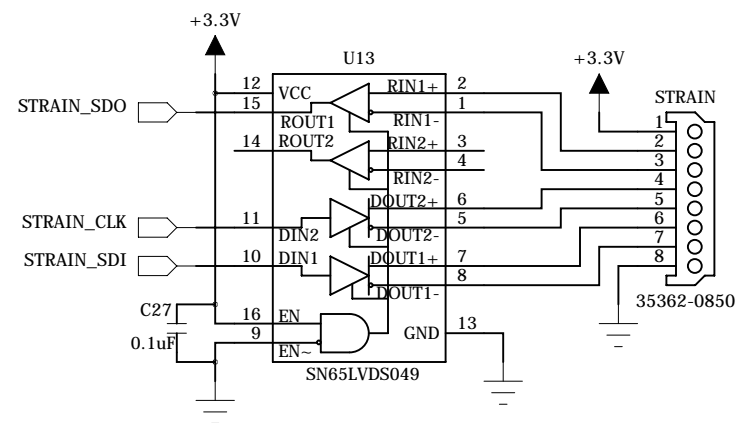 +3.3V
U13
+3.3V
12 VCC RIN1+ 2
STRAIN_SDO 15 ROUT1 RIN1- 1
STRAIN
14 ROUT2 RIN2+ 3
RIN2- 4
1
2
3
4
5
6
7
8
DOUT2+ 6
STRAIN_CLK 11 DIN2 DOUT2- 5
STRAIN_SDI 10 DIN1 DOUT1+ 7
DOUT1- 8
C27
0.1uF
16 EN
9 EN~
GND 13
35362-0850
SN65LVDS049